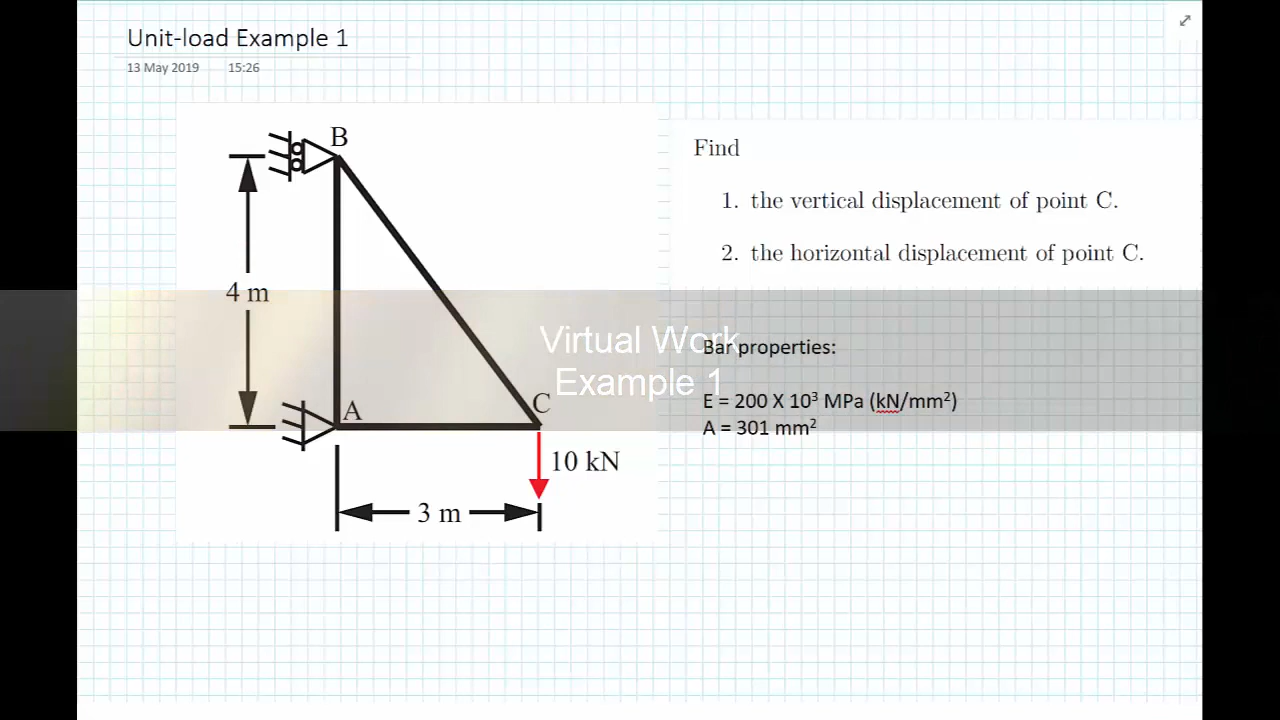 Unit-load Example 1
13 May 2019 15:26
B
Find
1. the vertical displacement of point C.
2. the horizontal displacement of point C.
4 m
Virtual Work
Example 1
Bar properties:
E = 200 X 10³ MPa (kN/mm²)
A = 301 mm²
A
C
10 kN
3 m